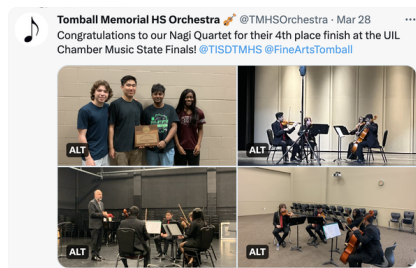 Tomball Memorial HS Orchestra 🎻 @TMHSOrchestra · Mar 28
Congratulations to our Nagi Quartet for their 4th place finish at the UIL
Chamber Music State Finals! @TISDTMHS @FineArtsTomball
ALT
ALT
ALT
ALT